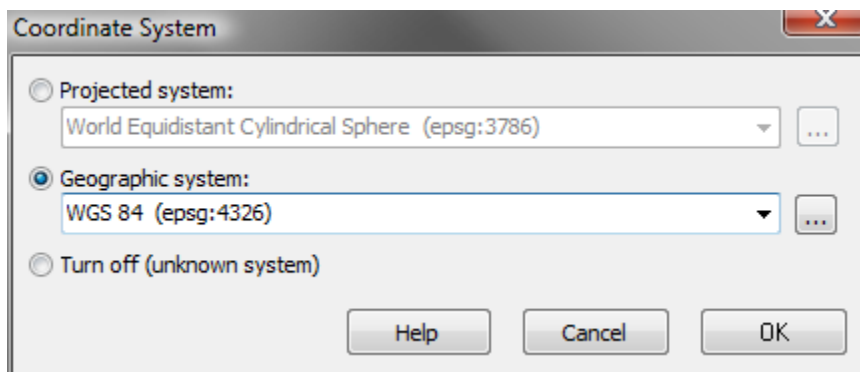 Coordinate System
Projected system:
World Equidistant Cylindrical Sphere (epsg:3786)
...
Geographic system:
WGS 84 (epsg:4326)
...
Turn off (unknown system)
Help Cancel OK